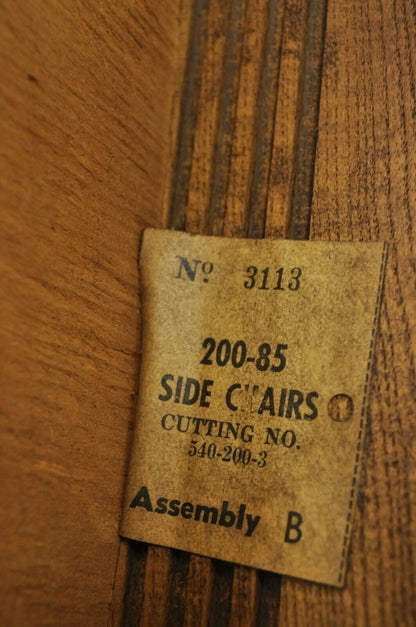 Nº 3113
200-85
SIDE CHAIRS
CUTTING NO.
540-200-3
Assembly B